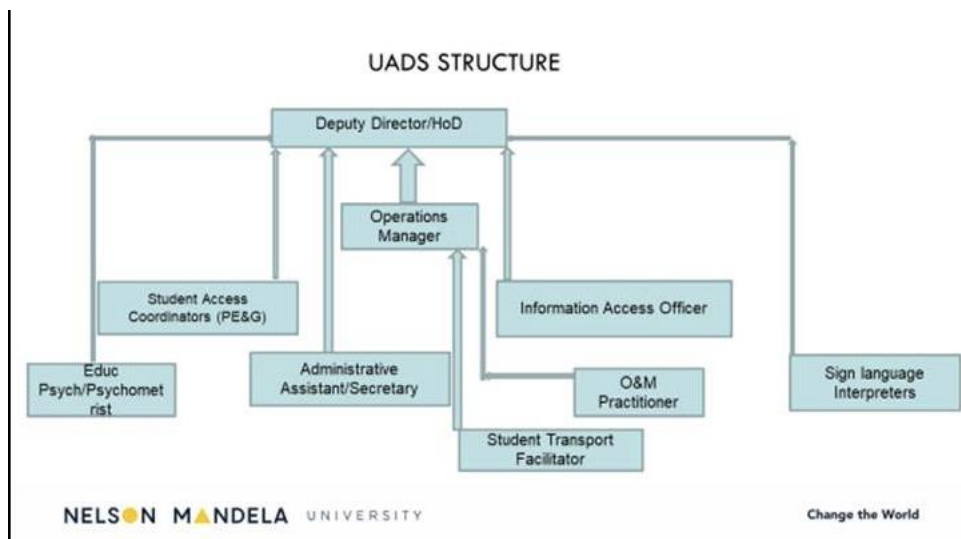 UADS STRUCTURE
Deputy Director/HoD
Operations
Manager
Student Access
Coordinators (PE&G)
Information Access Officer
Educ
Psych/Psychomet
rist
Administrative
Assistant/Secretary
O&M
Practitioner
Sign language
Interpreters
Student Transport
Facilitator
NELSON MANDELA UNIVERSITY
Change the World